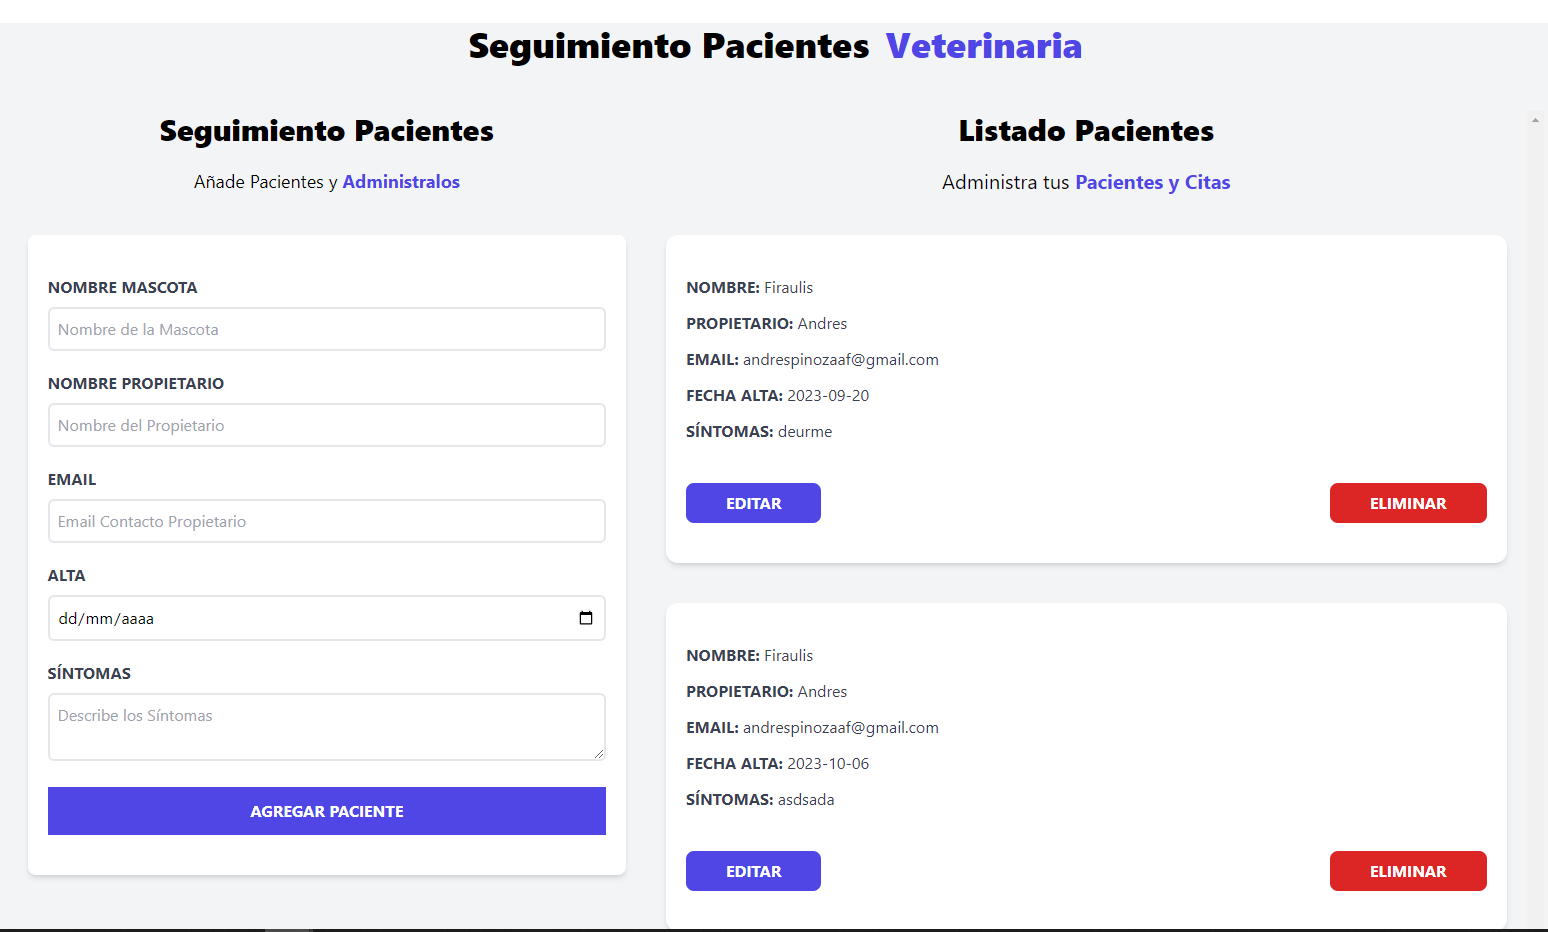 Seguimiento Pacientes Veterinaria
Seguimiento Pacientes
Añade Pacientes y Administralos
NOMBRE MASCOTA
Nombre de la Mascota
NOMBRE PROPIETARIO
Nombre del Propietario
EMAIL
Email Contacto Propietario
ALTA
dd/mm/aaaa
SÍNTOMAS
Describe los Síntomas
AGREGAR PACIENTE
Listado Pacientes
Administra tus Pacientes y Citas
NOMBRE: Firaulis
PROPIETARIO: Andres
EMAIL: andrespinozaaf@gmail.com
FECHA ALTA: 2023-09-20
SÍNTOMAS: deurme
EDITAR
ELIMINAR
NOMBRE: Firaulis
PROPIETARIO: Andres
EMAIL: andrespinozaaf@gmail.com
FECHA ALTA: 2023-10-06
SÍNTOMAS: asdsada
EDITAR
ELIMINAR